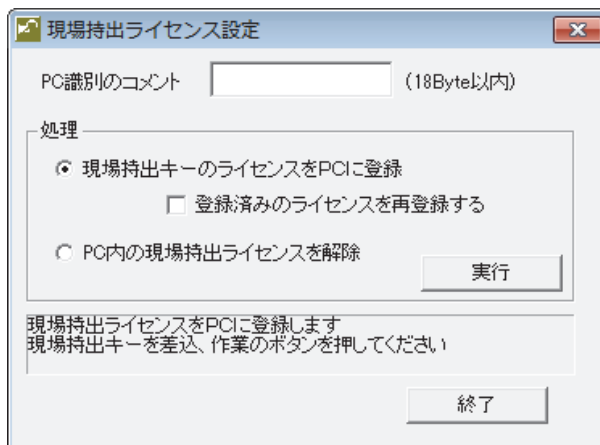 現場持出ライセンス設定
PC識別のコメント (18Byte以内)
処理
現場持出キーのライセンスをPCに登録
登録済みのライセンスを再登録する
PC内の現場持出ライセンスを解除
実行
現場持出ライセンスをPCに登録します
現場持出キーを差込、作業のボタンを押してください
終了